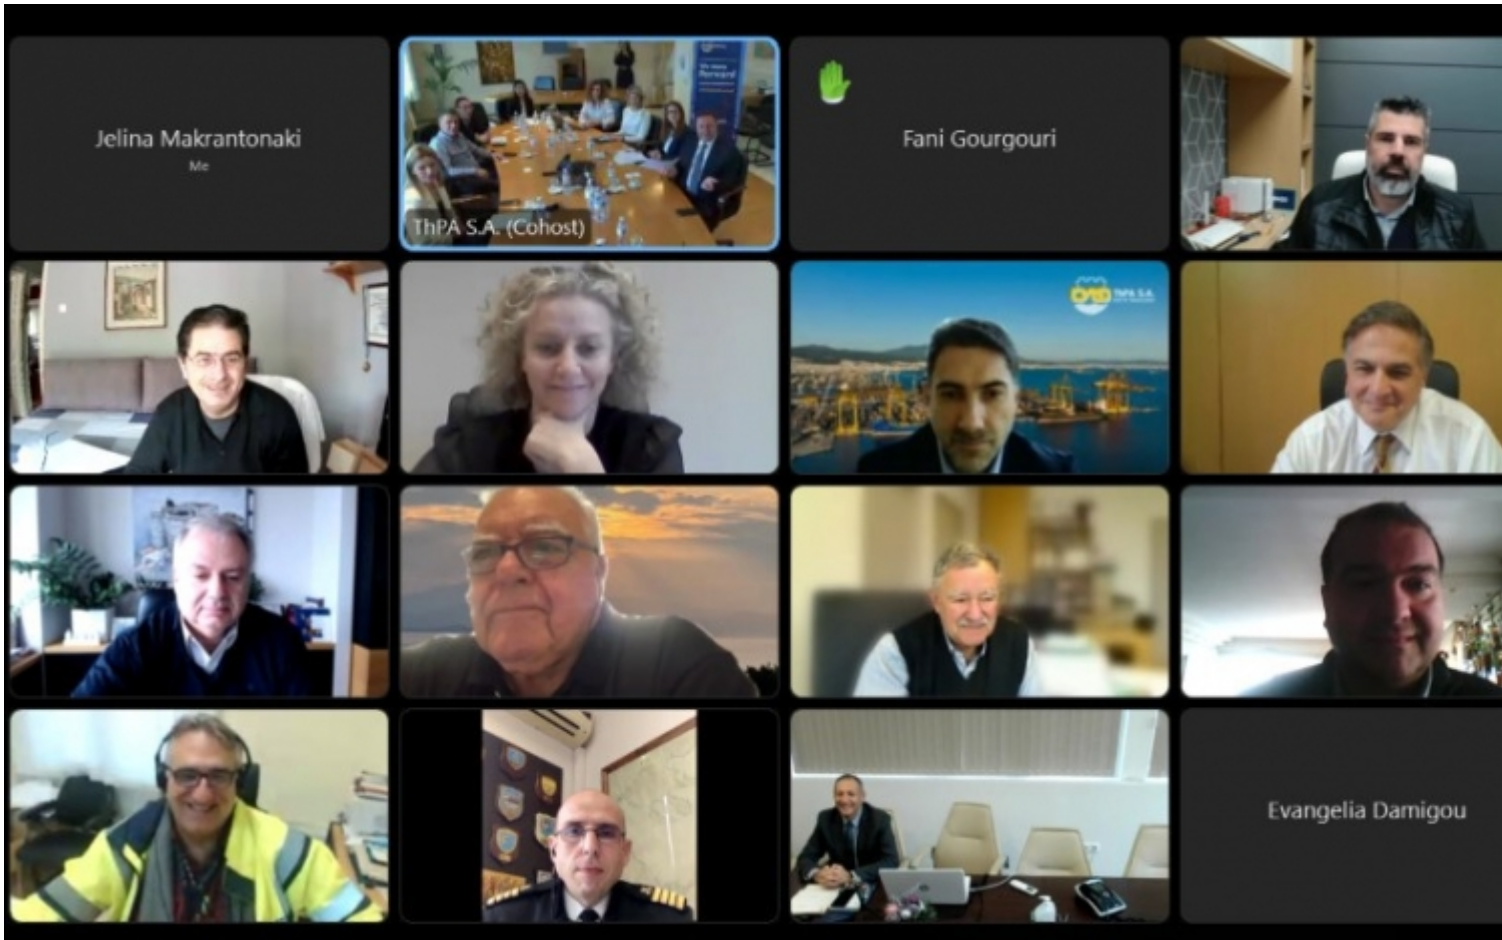 Jelina Makrantonaki
Me
ThPA S.A. (Cohost)
Fani Gourgouri
ThPA S.A.
Evangelia Damigou